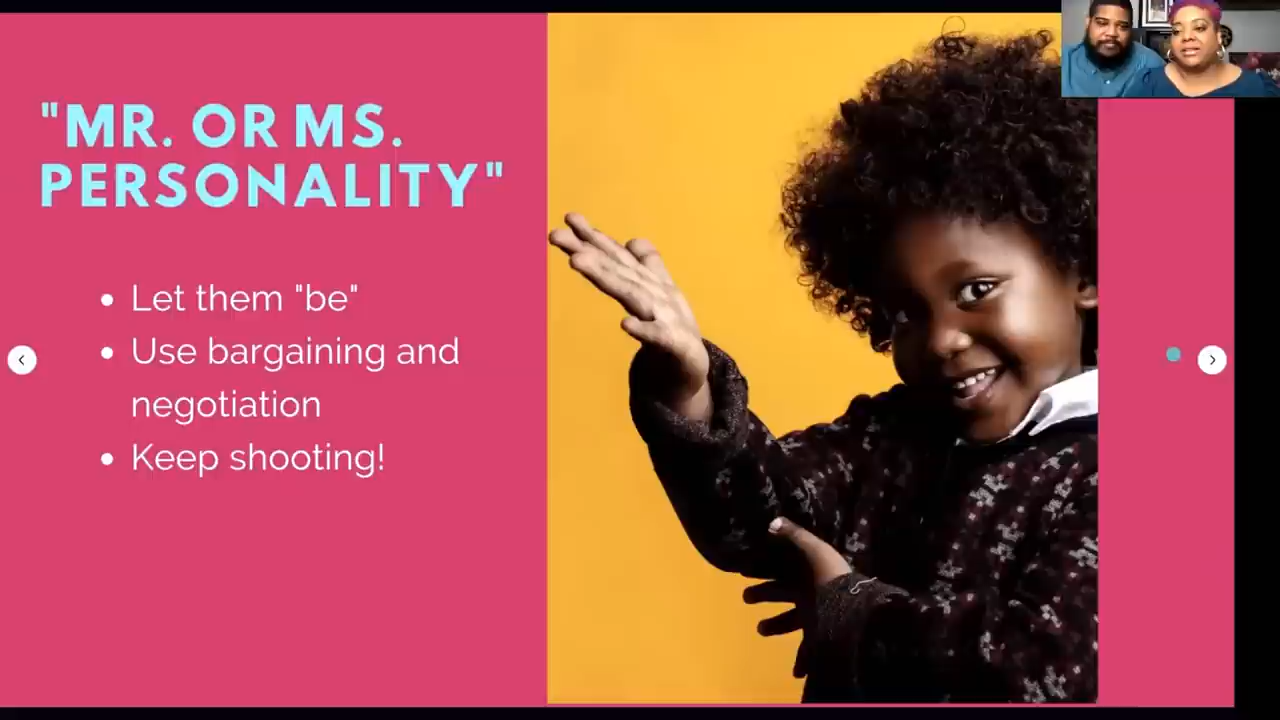 "MR. OR MS.
PERSONALITY"
• Let them "be"
• Use bargaining and
negotiation
• Keep shooting!